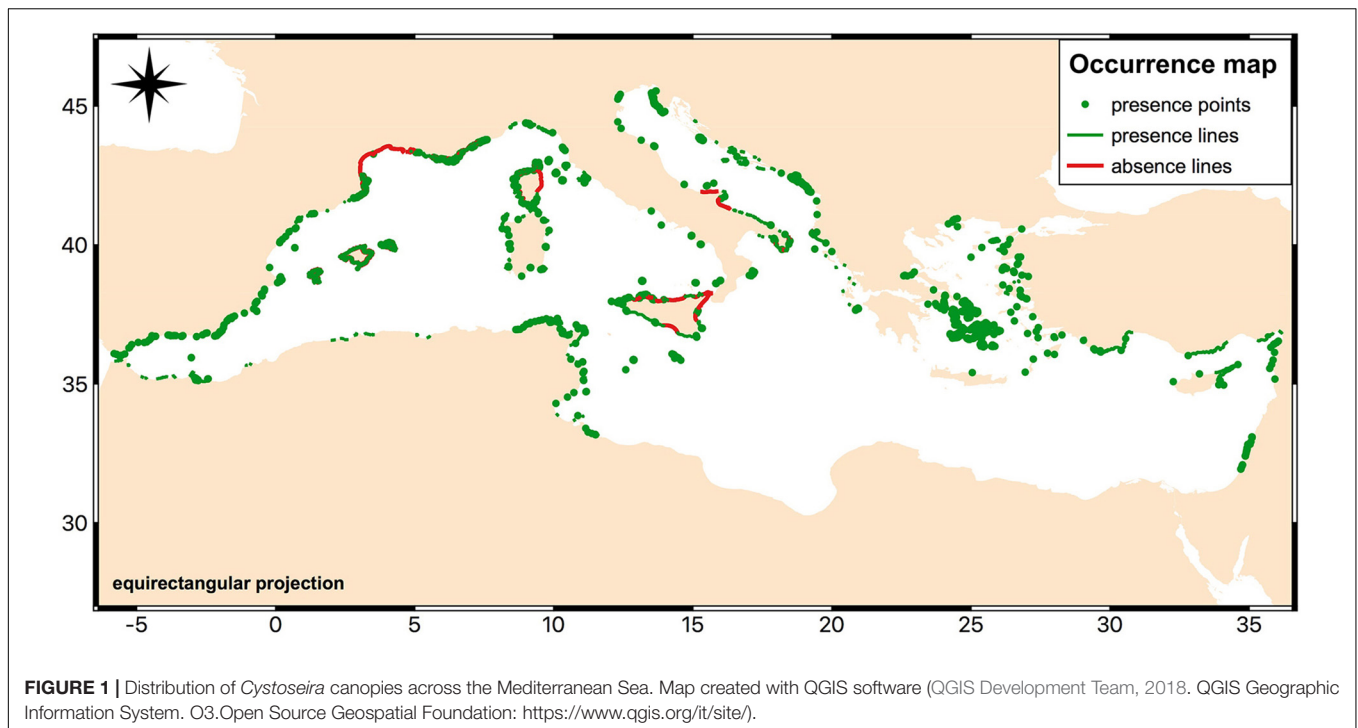 Occurrence map
presence points
presence lines
absence lines
45
40
35
30
equirectangular projection
-5 0 5 10 15 20 25 30 35
FIGURE 1 | Distribution of Cystoseira canopies across the Mediterranean Sea. Map created with QGIS software (QGIS Development Team, 2018. QGIS Geographic
Information System. O3.Open Source Geospatial Foundation: https://www.qgis.org/it/site/).